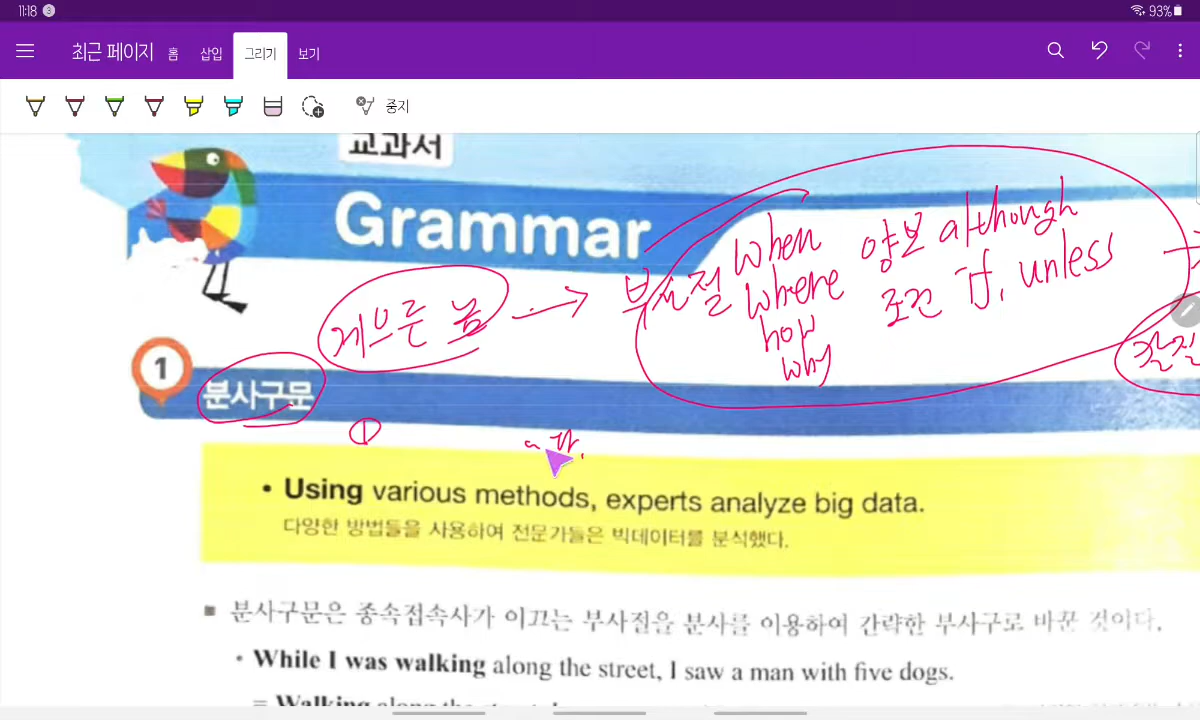 11:18 3 93%
최근 페이지 홈 삽입 그리기 보기
중지
교과서
Grammar
게으른 놈 → 부사절 when 양보 although
where 조건 if, unless
how
why
1 분사구문
①
• Using various methods, experts analyze big data.
다양한 방법들을 사용하여 전문가들은 빅데이터를 분석했다.
■ 분사구문은 종속접속사가 이끄는 부사절을 분사를 이용하여 간략한 부사구로 바꾼 것이다.
• While I was walking along the street, I saw a man with five dogs.
= Walking along the street,